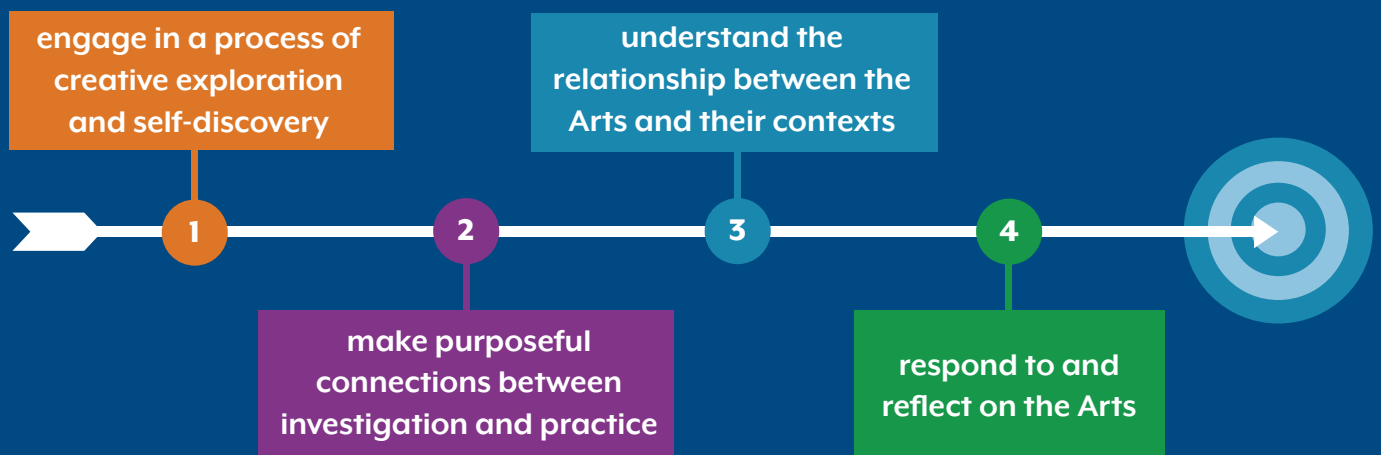 engage in a process of
creative exploration
and self-discovery
1
2
make purposeful
connections between
investigation and practice
understand the
relationship between the
Arts and their contexts
3
4
respond to and
reflect on the Arts